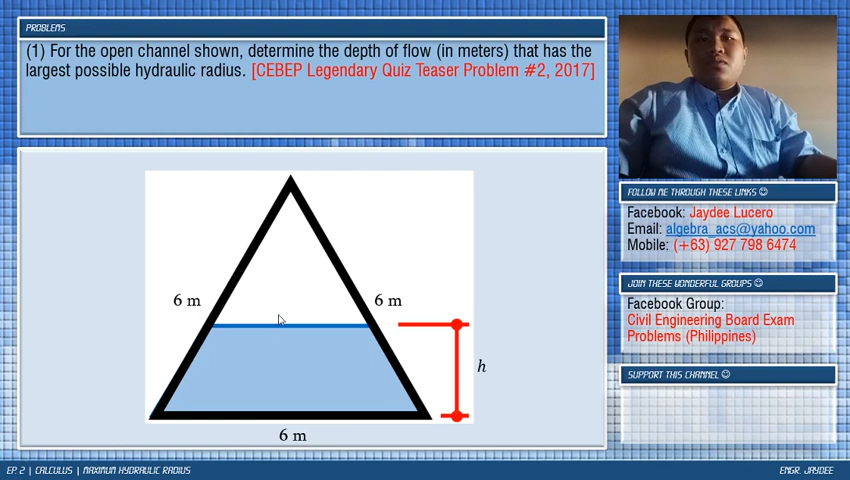 PROBLEMS
(1) For the open channel shown, determine the depth of flow (in meters) that has the
largest possible hydraulic radius. [CEBEP Legendary Quiz Teaser Problem #2, 2017]
6 m
6 m
h
6 m
FOLLOW ME THROUGH THESE LINKS ☺
Facebook: Jaydee Lucero
Email: algebra_acs@yahoo.com
Mobile: (+63) 927 798 6474
JOIN THESE WONDERFUL GROUPS ☺
Facebook Group:
Civil Engineering Board Exam
Problems (Philippines)
SUPPORT THIS CHANNEL ☺
EP. 2 | CALCULUS | MAXIMUM HYDRAULIC RADIUS
ENGR. JAYDEE